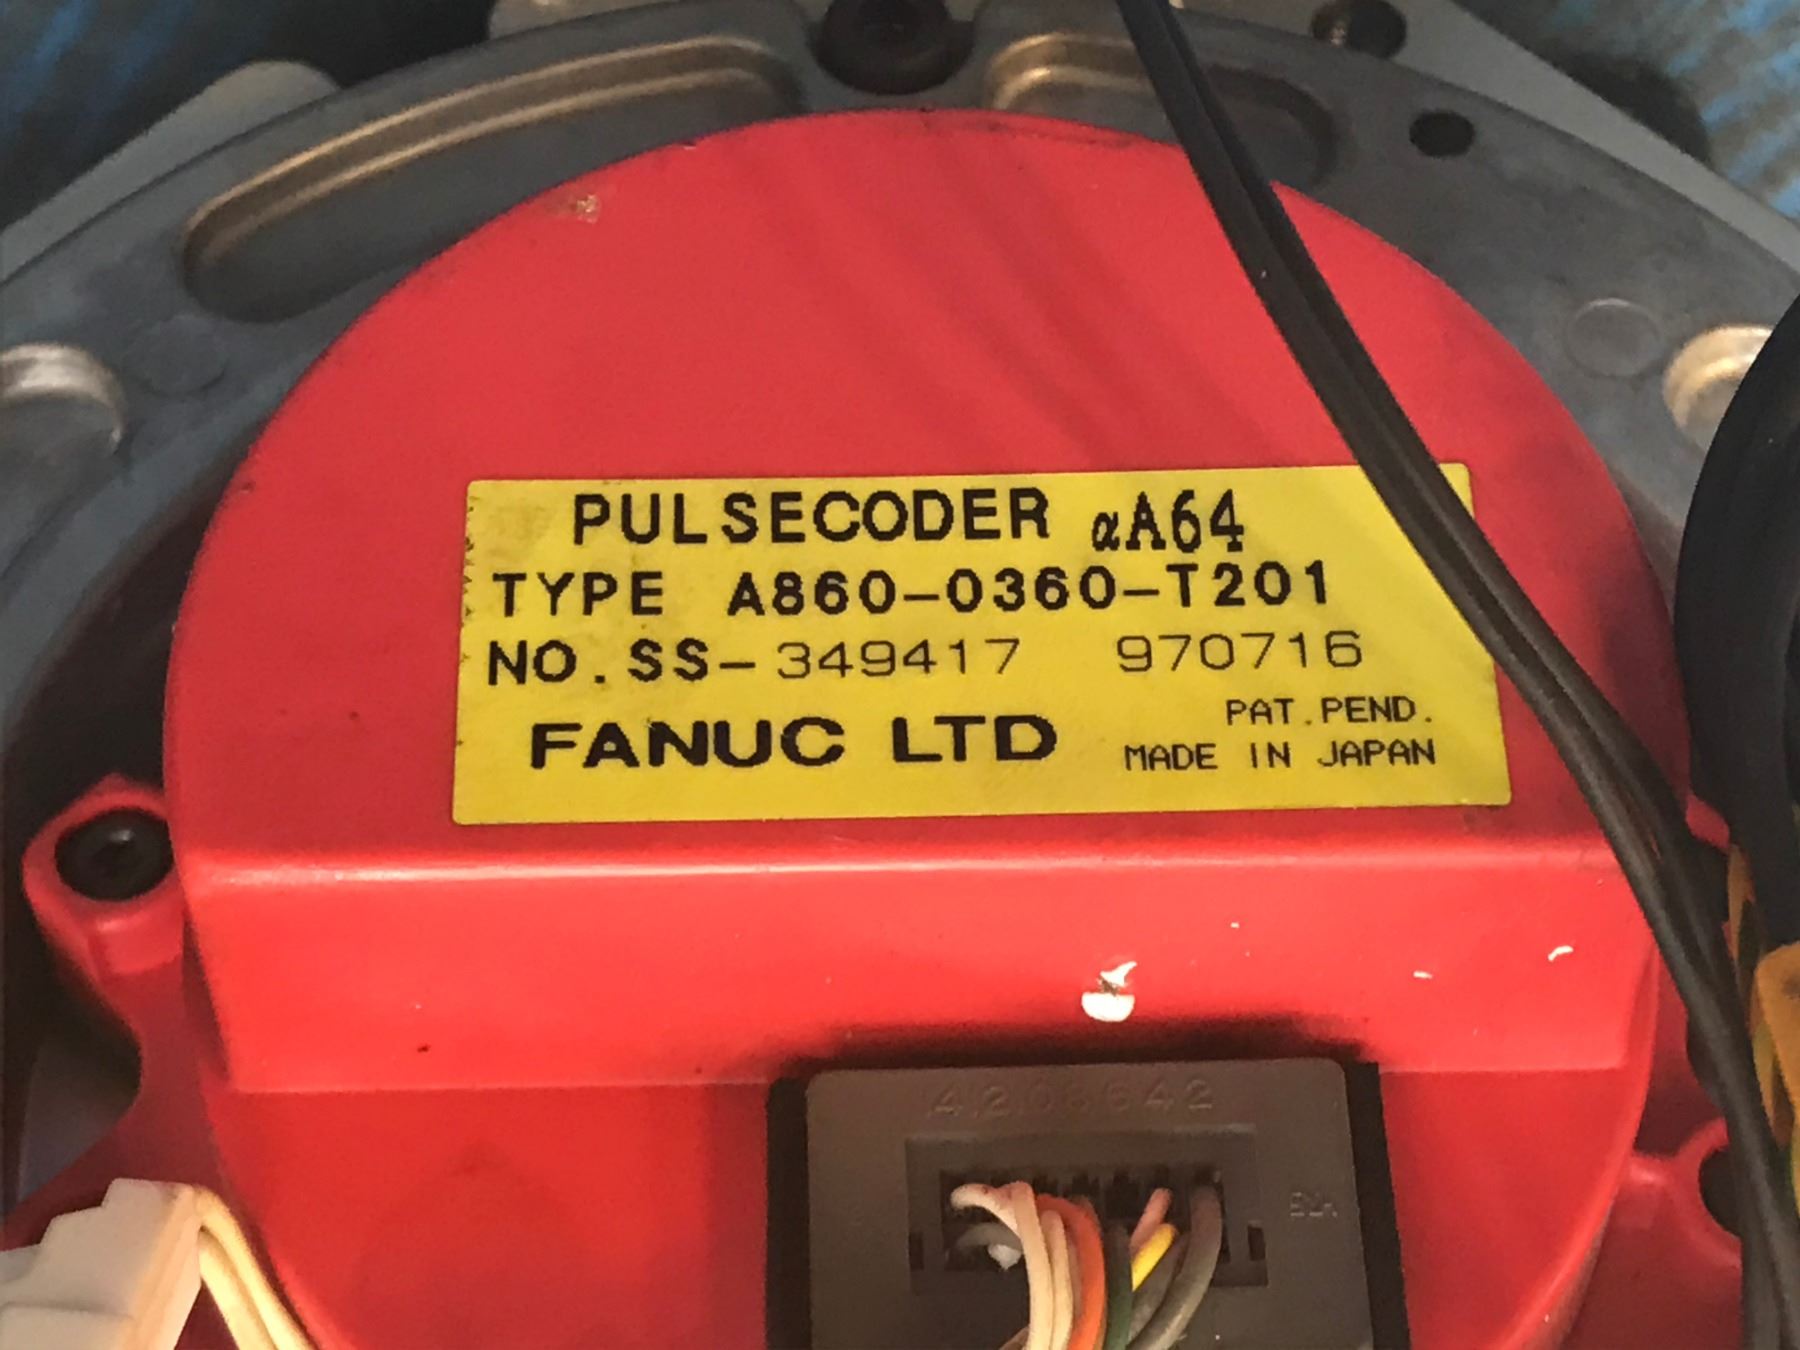 PULSECODER αA64
TYPE A860-0360-T201
NO.SS-349417 970716
FANUC LTD
PAT.PEND.
MADE IN JAPAN